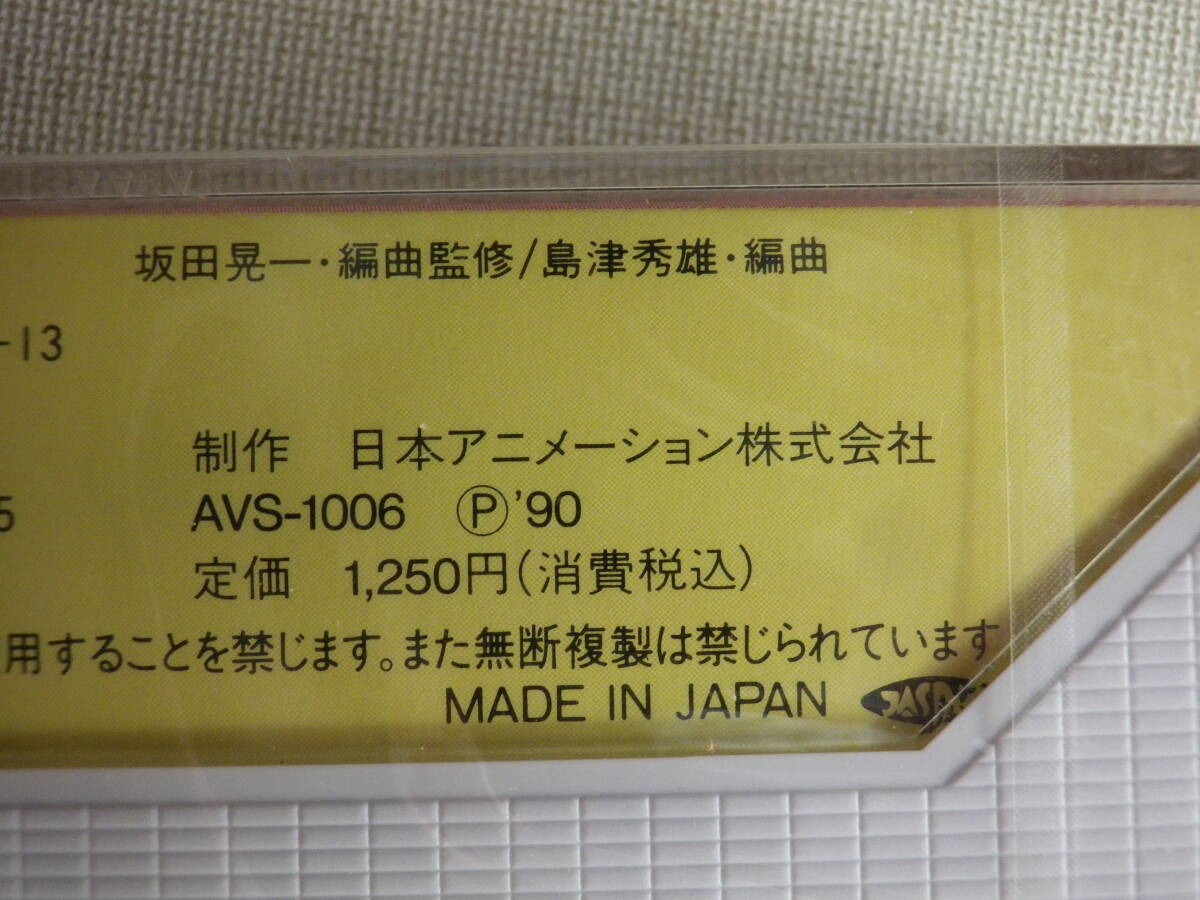 坂田晃一・編曲監修/島津秀雄・編曲
-13
制作 日本アニメーション株式会社
5 AVS-1006 Ⓟ'90
定価 1,250円(消費税込)
用することを禁じます。また無断複製は禁じられています
MADE IN JAPAN